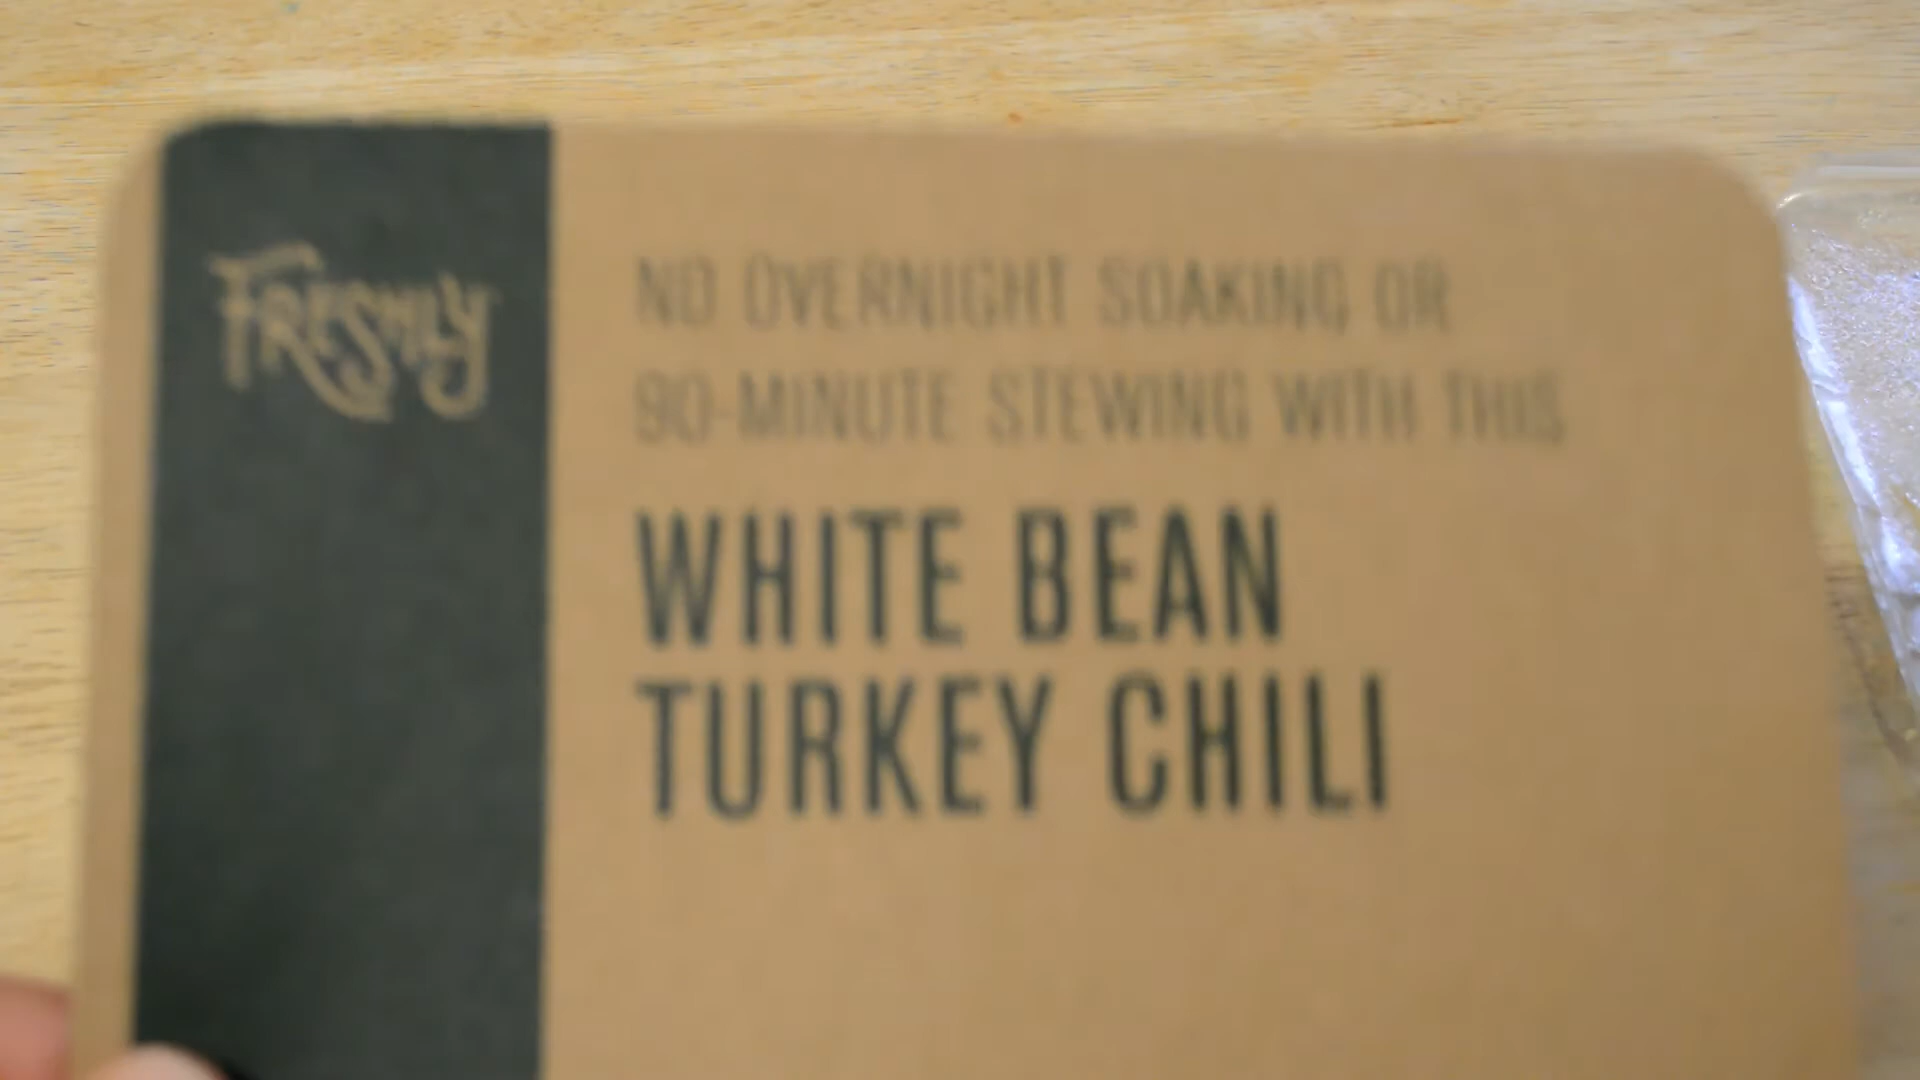 FRESHLY
NO OVERNIGHT SOAKING OR
90-MINUTE STEWING WITH THIS
WHITE BEAN
TURKEY CHILI